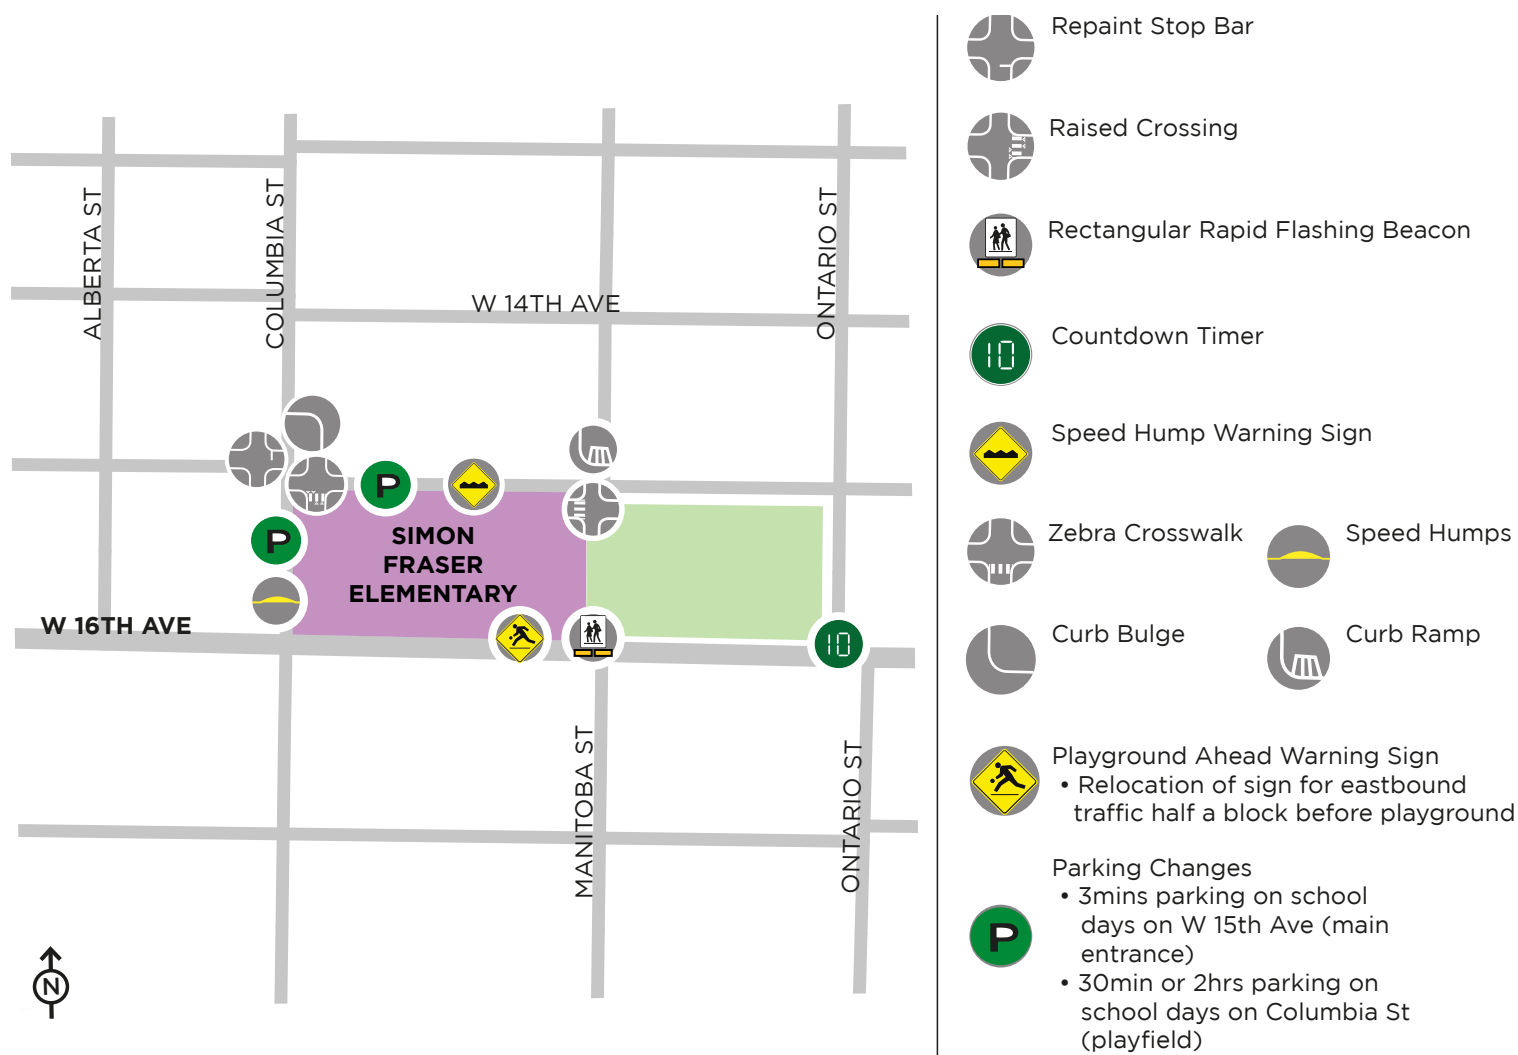 ALBERTA ST
COLUMBIA ST
W 14TH AVE
ONTARIO ST
P
P
SIMON
FRASER
ELEMENTARY
W 16TH AVE
10
MANITOBA ST
ONTARIO ST
N
Repaint Stop Bar
Raised Crossing
Rectangular Rapid Flashing Beacon
10
Countdown Timer
Speed Hump Warning Sign
Zebra Crosswalk
Speed Humps
Curb Bulge
Curb Ramp
Playground Ahead Warning Sign
• Relocation of sign for eastbound
traffic half a block before playground
P
Parking Changes
• 3mins parking on school
days on W 15th Ave (main
entrance)
• 30min or 2hrs parking on
school days on Columbia St
(playfield)